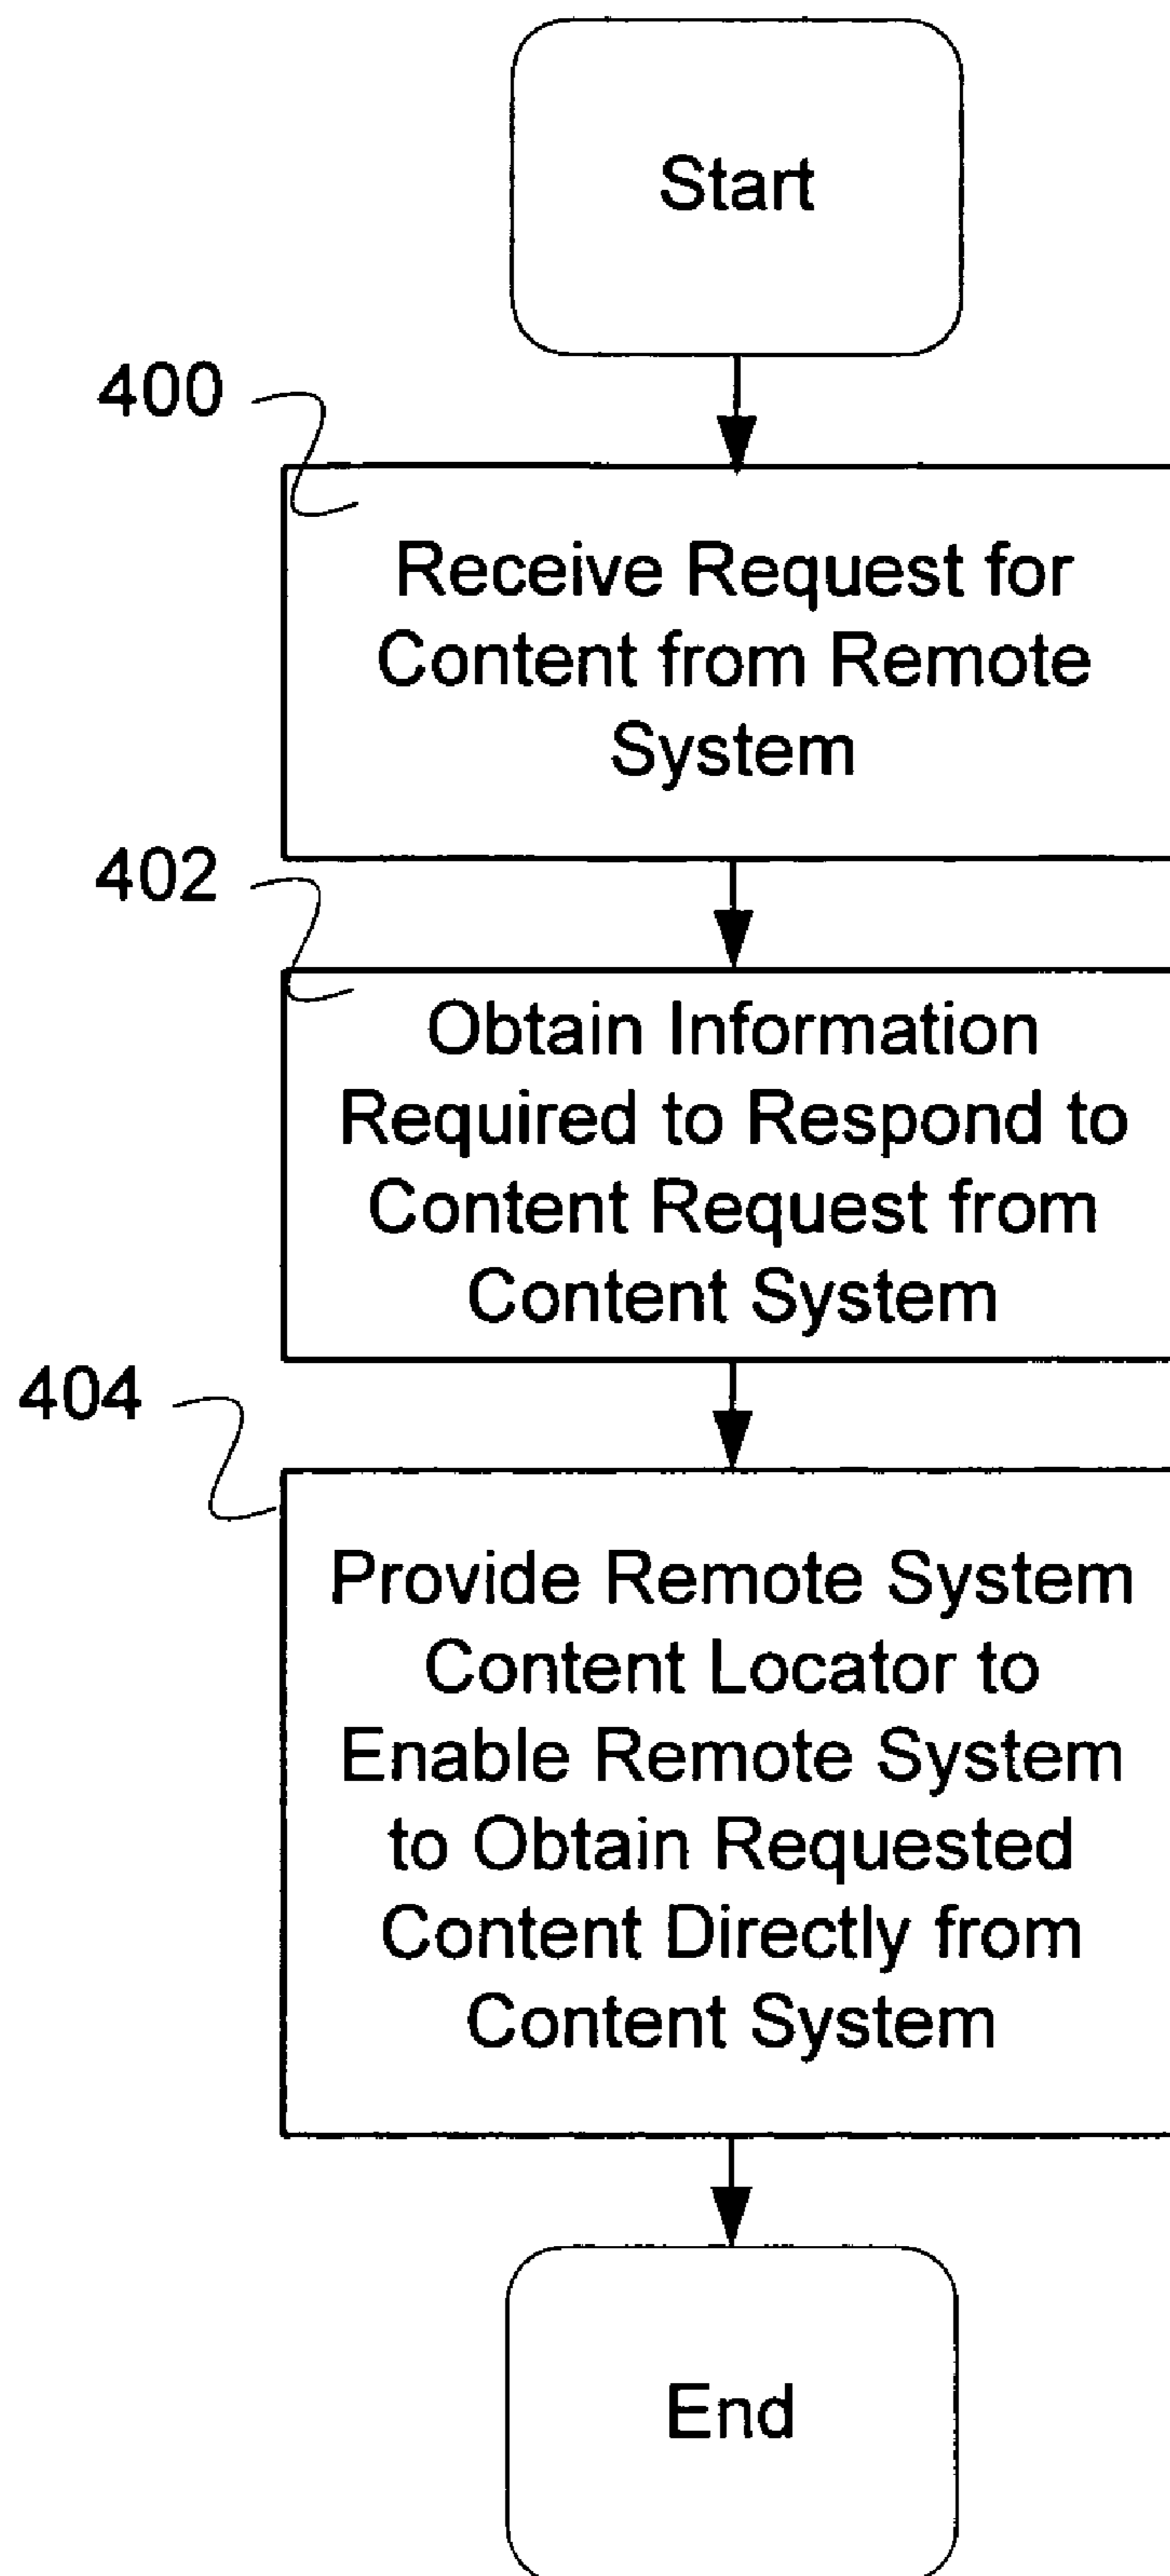 Start
400
Receive Request for
Content from Remote
System
402
Obtain Information
Required to Respond to
Content Request from
Content System
404
Provide Remote System
Content Locator to
Enable Remote System
to Obtain Requested
Content Directly from
Content System
End